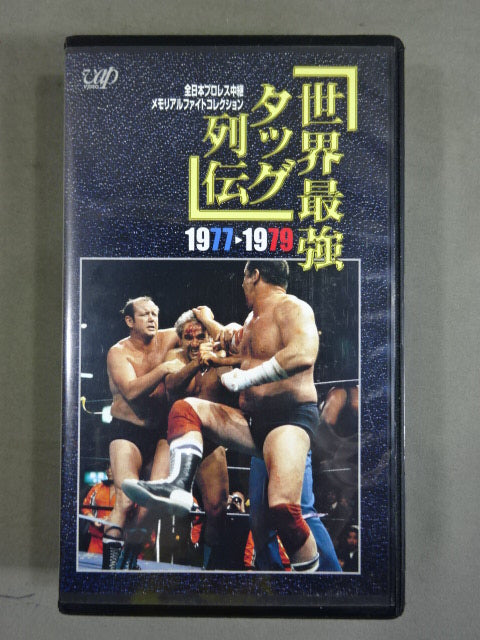 vap
VIDEO
全日本プロレス中継
メモリアルファイトコレクション
「世界最強
タッグ
列伝」
1977▶1979